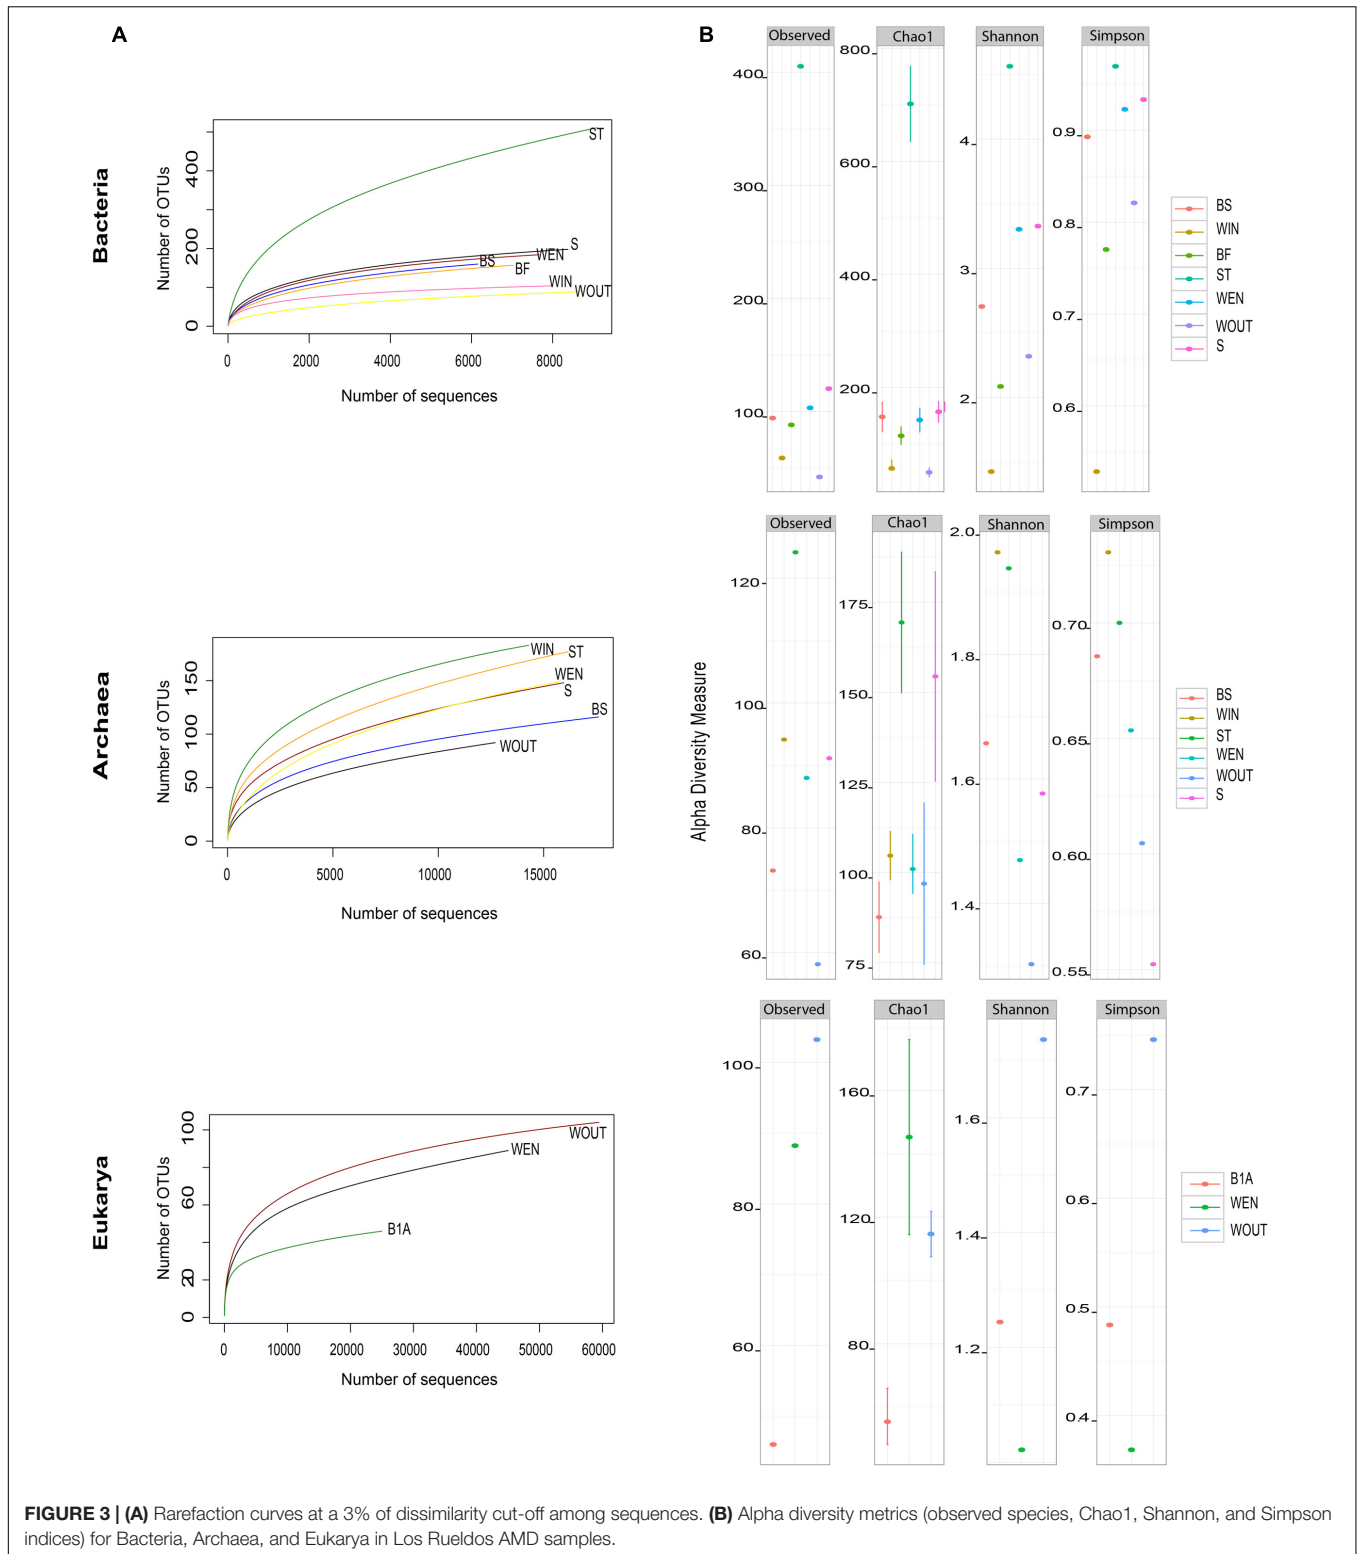 A
B
Bacteria
Number of OTUs
0
200
400
ST
S
WEN
BS
BF
WIN
WOUT
0 2000 4000 6000 8000
Number of sequences
Observed
400
300
200
100
Chao1
800
600
400
200
Shannon
4
3
2
Simpson
0.9
0.8
0.7
0.6
BS
WIN
BF
ST
WEN
WOUT
S
Archaea
Number of OTUs
0
50
100
150
WIN
ST
WEN
S
BS
WOUT
0 5000 10000 15000
Number of sequences
Alpha Diversity Measure
Observed
120
100
80
60
Chao1
175
150
125
100
75
Shannon
2.0
1.8
1.6
1.4
Simpson
0.70
0.65
0.60
0.55
BS
WIN
ST
WEN
WOUT
S
Eukarya
Number of OTUs
0
20
60
100
WOUT
WEN
B1A
0 10000 20000 30000 40000 50000 60000
Number of sequences
Observed
100
80
60
Chao1
160
120
80
Shannon
1.6
1.4
1.2
Simpson
0.7
0.6
0.5
0.4
B1A
WEN
WOUT
FIGURE 3 | (A) Rarefaction curves at a 3% of dissimilarity cut-off among sequences. (B) Alpha diversity metrics (observed species, Chao1, Shannon, and Simpson
indices) for Bacteria, Archaea, and Eukarya in Los Rueldos AMD samples.